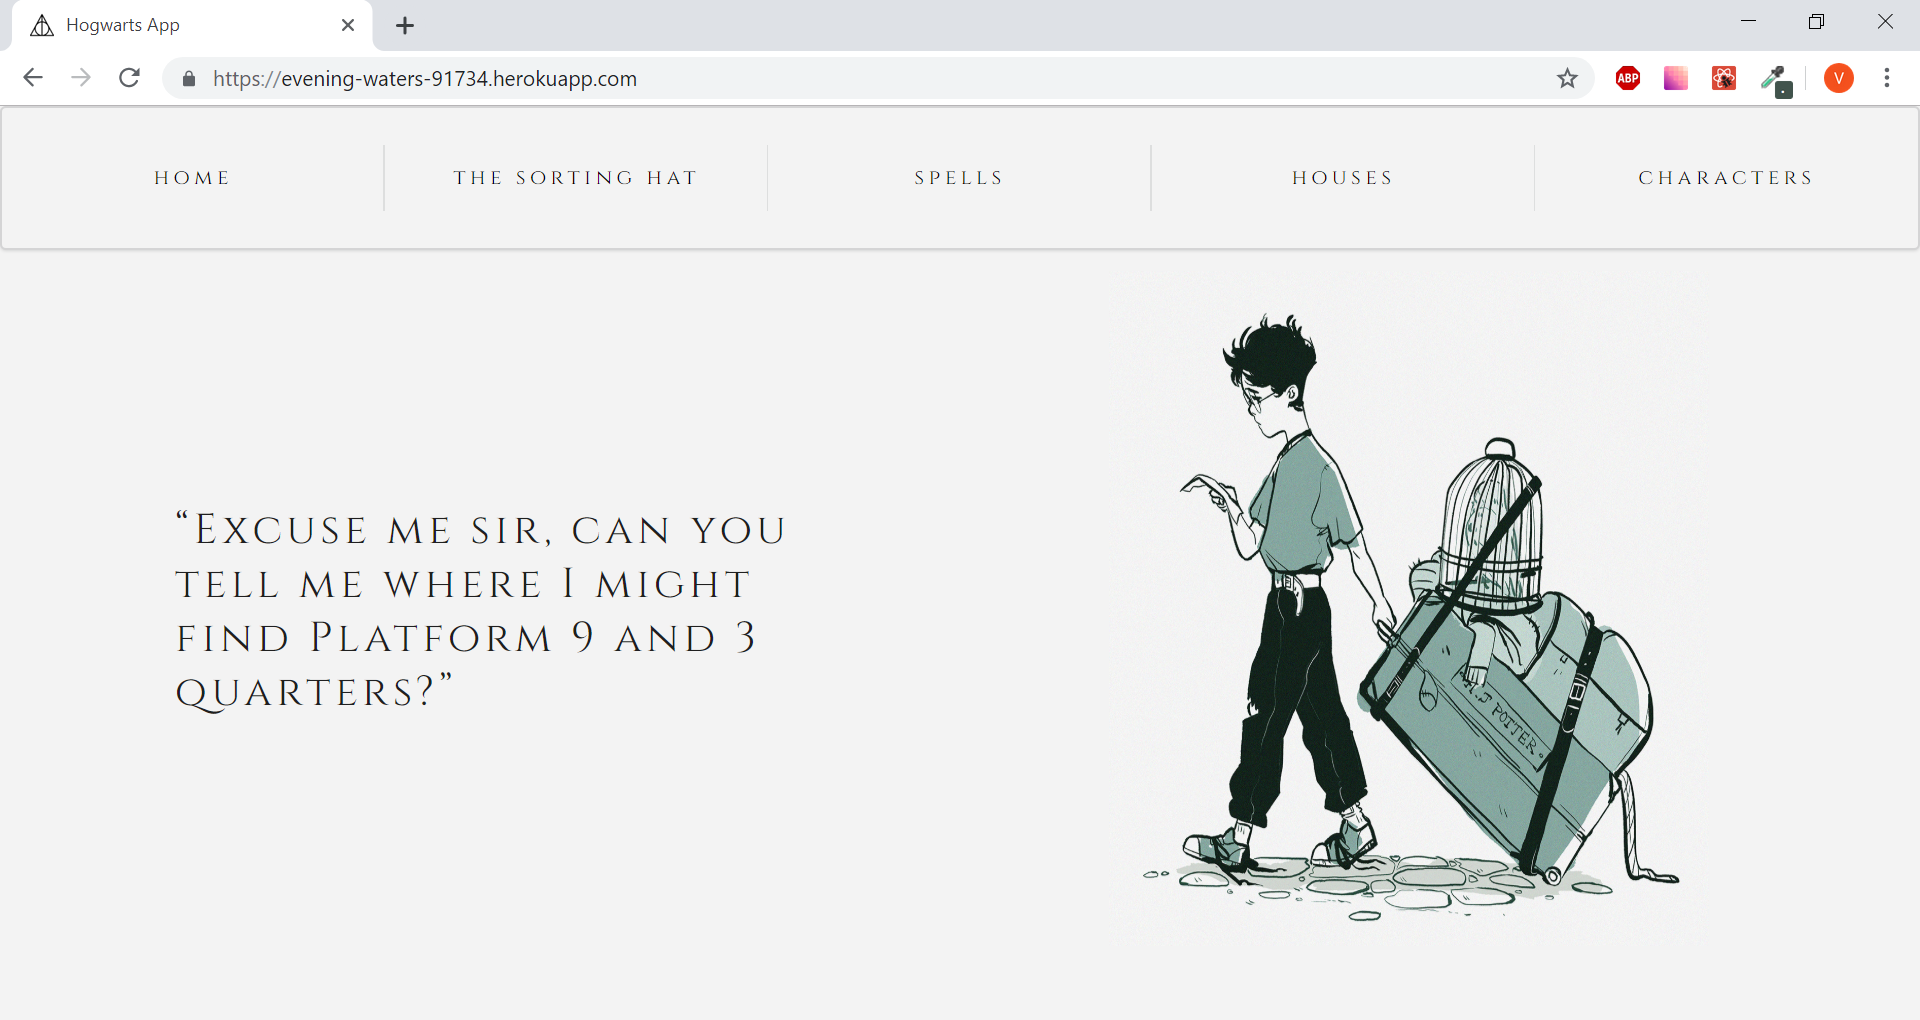 Hogwarts App
https://evening-waters-91734.herokuapp.com
ABP
V
HOME
THE SORTING HAT
SPELLS
HOUSES
CHARACTERS
“Excuse me sir, can you
tell me where I might
find Platform 9 and 3
quarters?”
H.J POTTER.